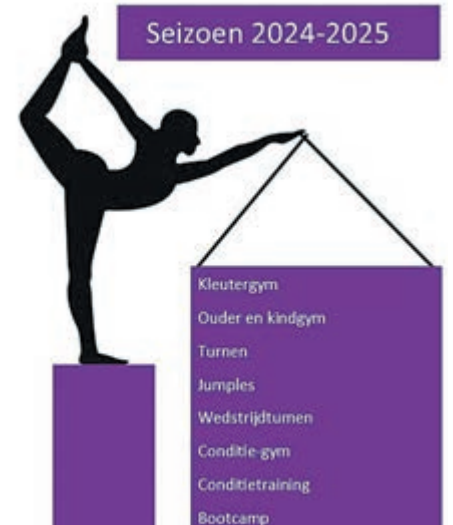 Seizoen 2024-2025
Kleutergym
Ouder en kindgym
Turnen
Jumples
Wedstrijdturnen
Conditie-gym
Conditietraining
Bootcamp